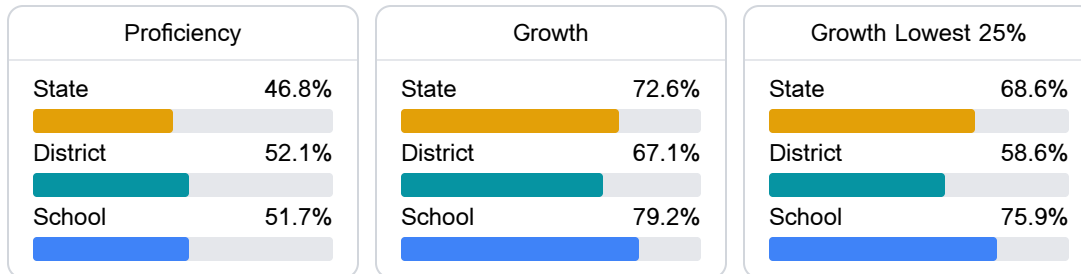 Proficiency
State 46.8%
District 52.1%
School 51.7%
Growth
State 72.6%
District 67.1%
School 79.2%
Growth Lowest 25%
State 68.6%
District 58.6%
School 75.9%